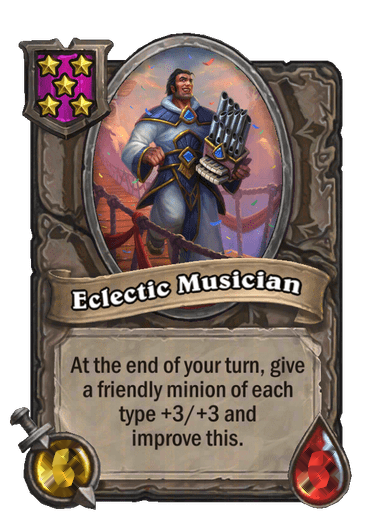 Eclectic Musician
At the end of your turn, give
a friendly minion of each
type +3/+3 and
improve this.